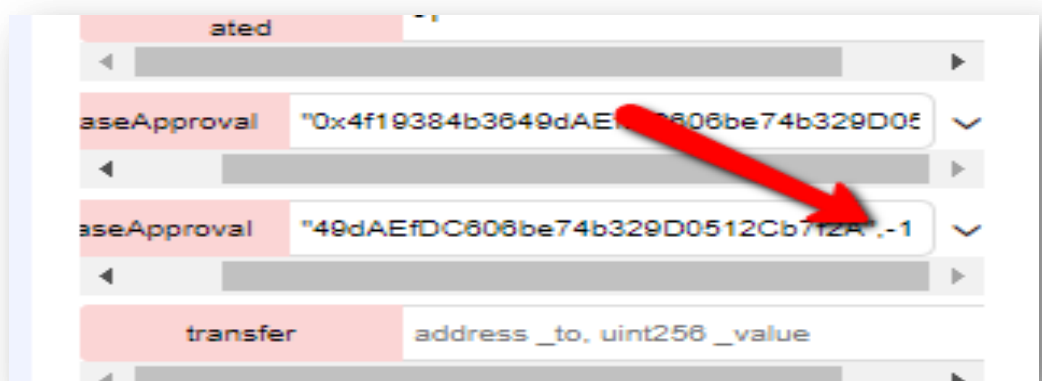 ated
aseApproval "0x4f19384b3649dAE 606be74b329D05
aseApproval "49dAEfDC606be74b329D0512Cb7f2A",-1
transfer address _to, uint256 _value